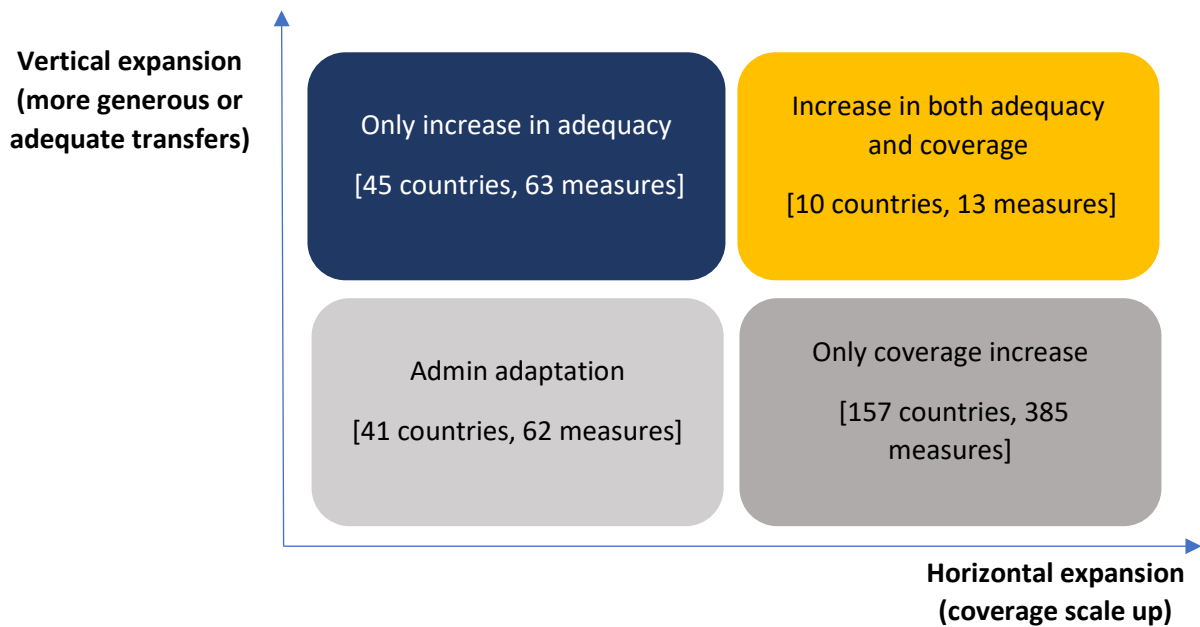 Vertical expansion
(more generous or
adequate transfers)
Only increase in adequacy
[45 countries, 63 measures]
Increase in both adequacy
and coverage
[10 countries, 13 measures]
Admin adaptation
[41 countries, 62 measures]
Only coverage increase
[157 countries, 385
measures]
Horizontal expansion
(coverage scale up)